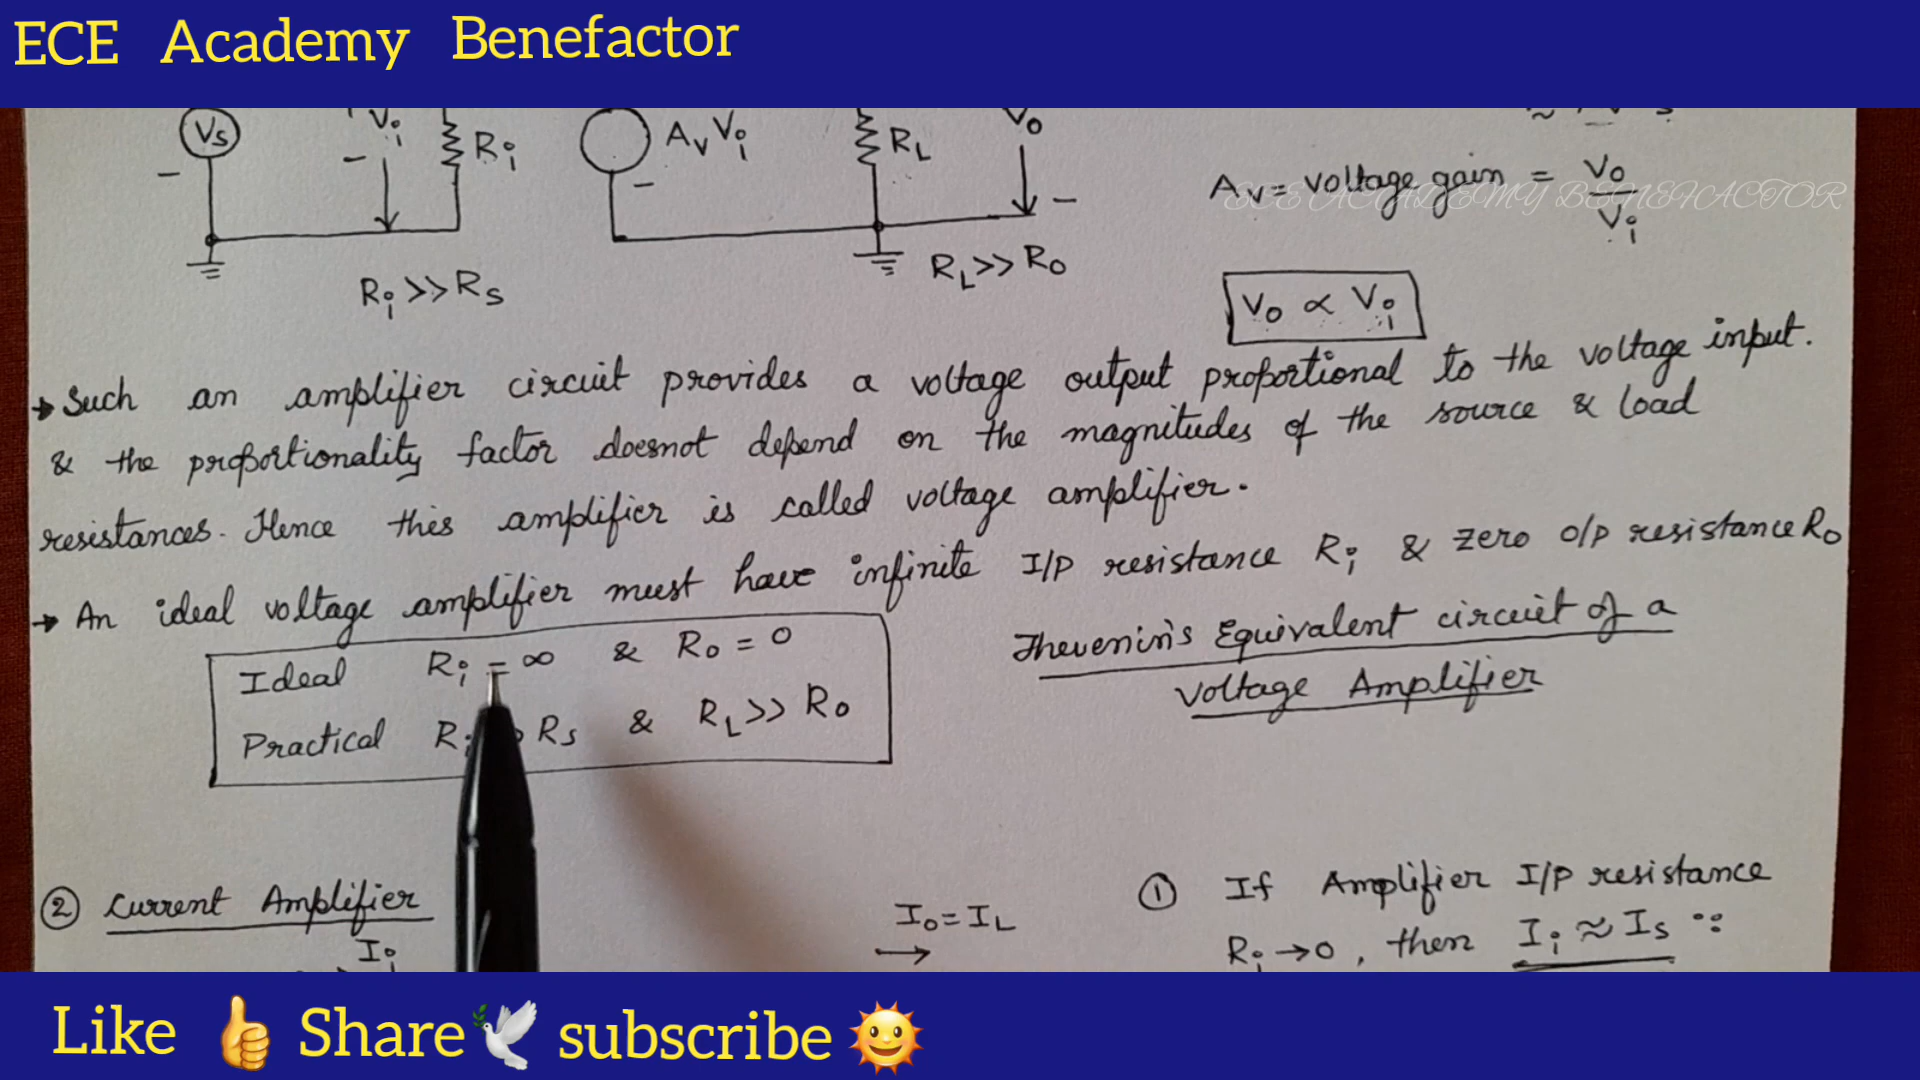 ECE Academy Benefactor
Vs Vi Ri AvVi RL Vo
Av = voltage gain = Vo / Vi
ECE ACADEMY BENEFACTOR
Ri >> Rs
RL >> Ro
Vo ∝ Vi
→ Such an amplifier circuit provides a voltage output proportional to the voltage input.
& the proportionality factor doesnot depend on the magnitudes of the source & load
resistances. Hence this amplifier is called voltage amplifier.
→ An ideal voltage amplifier must have infinite I/P resistance Ri & zero o/p resistance Ro
Ideal Ri = ∞ & Ro = 0
Practical Ri > Rs & RL >> Ro
Thevenin's Equivalent circuit of a
Voltage Amplifier
② Current Amplifier
Ii
Io = IL
→
① If Amplifier I/P resistance
Ri → 0, then Ii ≈ Is ∵
Like 👍 Share 🕊 subscribe 🌞